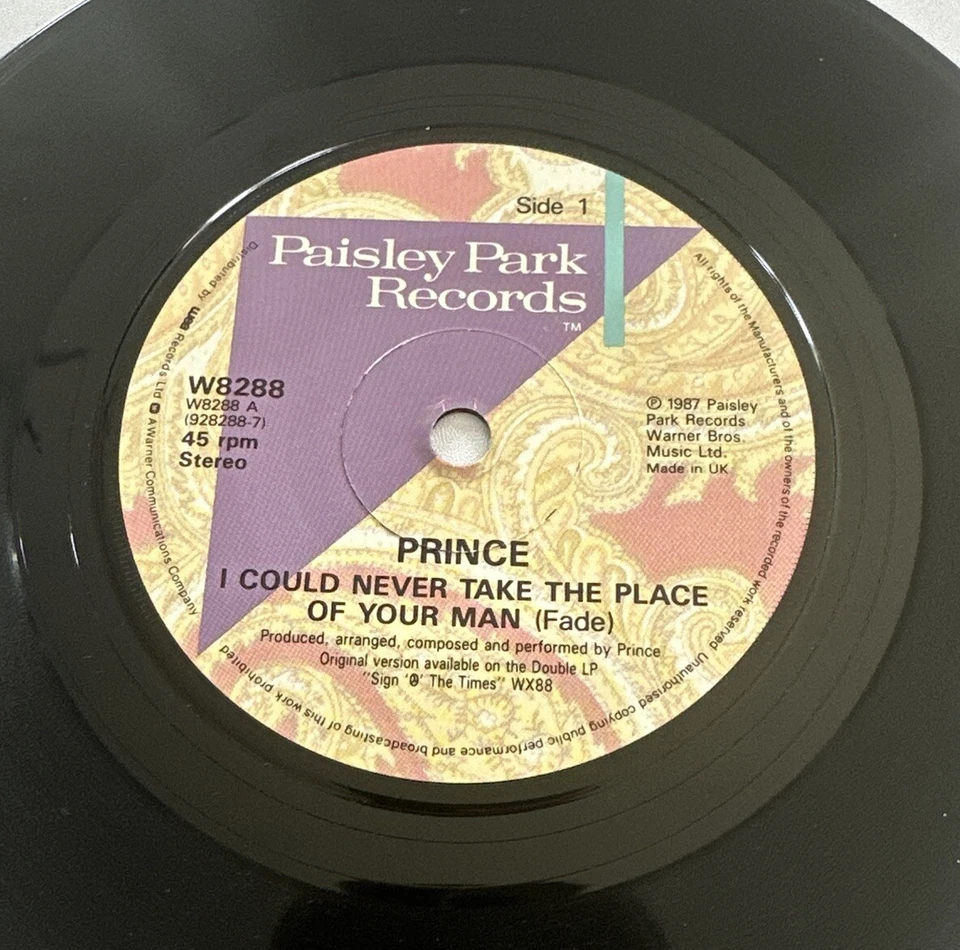 Side 1
Paisley Park
Records
TM
W8288
W8288 A
(928288-7)
45 rpm
Stereo
℗ 1987 Paisley
Park Records
Warner Bros.
Music Ltd.
Made in UK
PRINCE
I COULD NEVER TAKE THE PLACE
OF YOUR MAN (Fade)
Produced, arranged, composed and performed by Prince
Original version available on the Double LP
"Sign '☮' The Times" WX88
All rights of the Manufacturers and of the owners of the recorded work reserved Unauthorised copying public performance and broadcasting of this work prohibited
Distributed by wea Records Ltd A Warner Communications Company